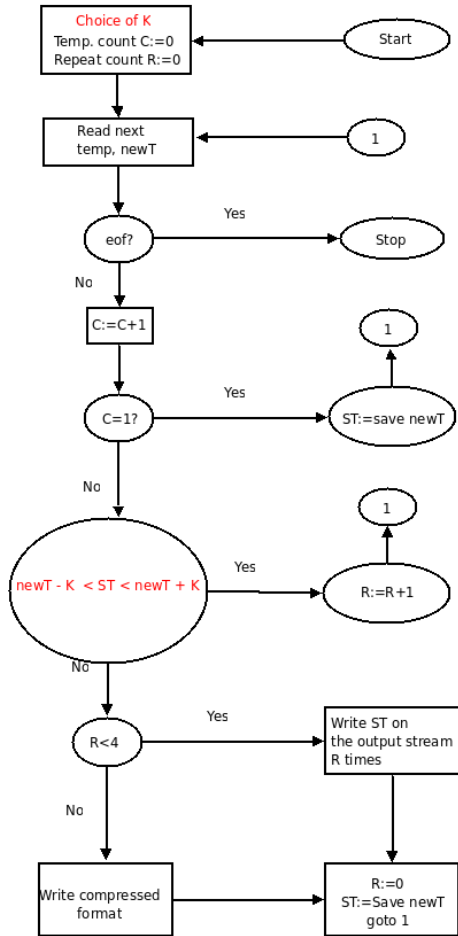 Choice of K
Temp. count C:=0
Repeat count R:=0
Start
Read next
temp, newT
1
eof?
Yes
Stop
No
C:=C+1
1
C=1?
Yes
ST:=save newT
No
1
newT - K < ST < newT + K
Yes
R:=R+1
No
R<4
Yes
Write ST on
the output stream
R times
No
Write compressed
format
R:=0
ST:=Save newT
goto 1